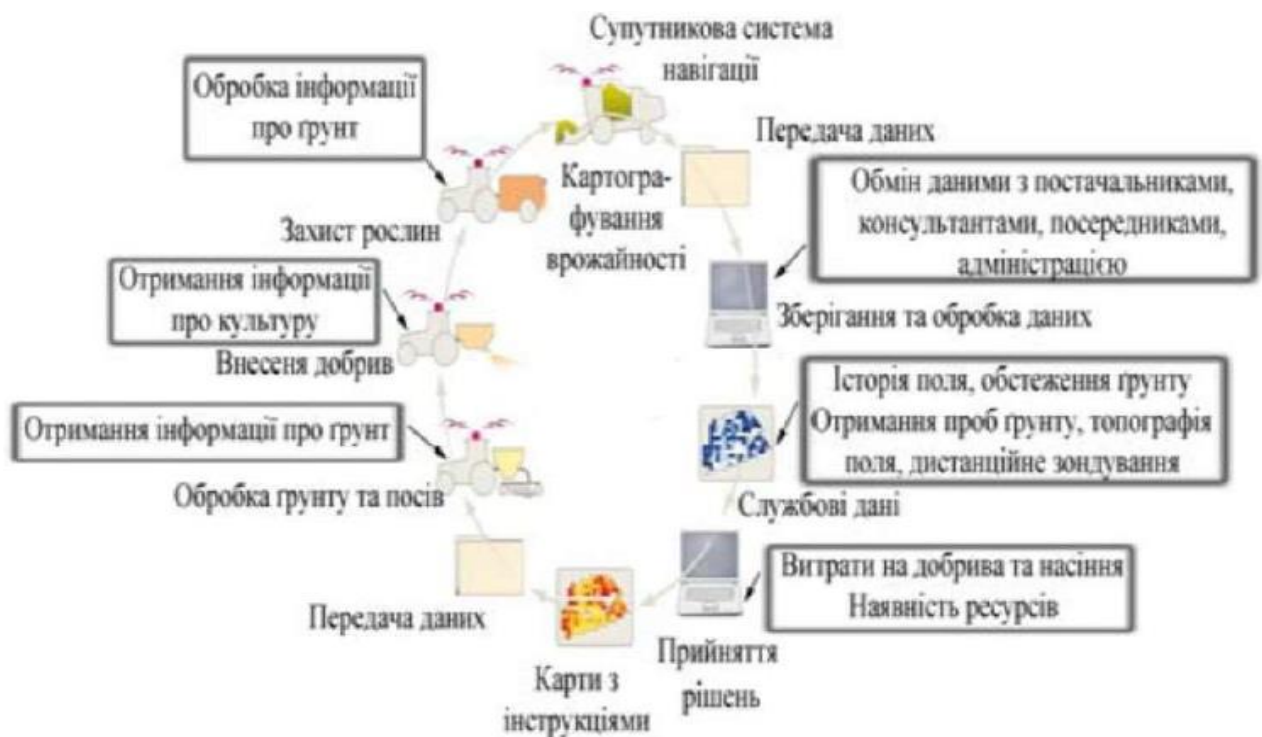 Супутникова система
навігації
Обробка інформації
про ґрунт
Передача даних
Картогра-
фування
врожайності
Обмін даними з постачальниками,
консультантами, посередниками,
адміністрацією
Захист рослин
Отримання інформації
про культуру
Зберігання та обробка даних
Внесеня добрив
Історія поля, обстеження ґрунту
Отримання проб ґрунту, топографія
поля, дистанційне зондування
Отримання інформації про ґрунт
Обробка ґрунту та посів
Службові дані
Витрати на добрива та насіння
Наявність ресурсів
Передача даних
Прийняття
рішень
Карти з
інструкціями